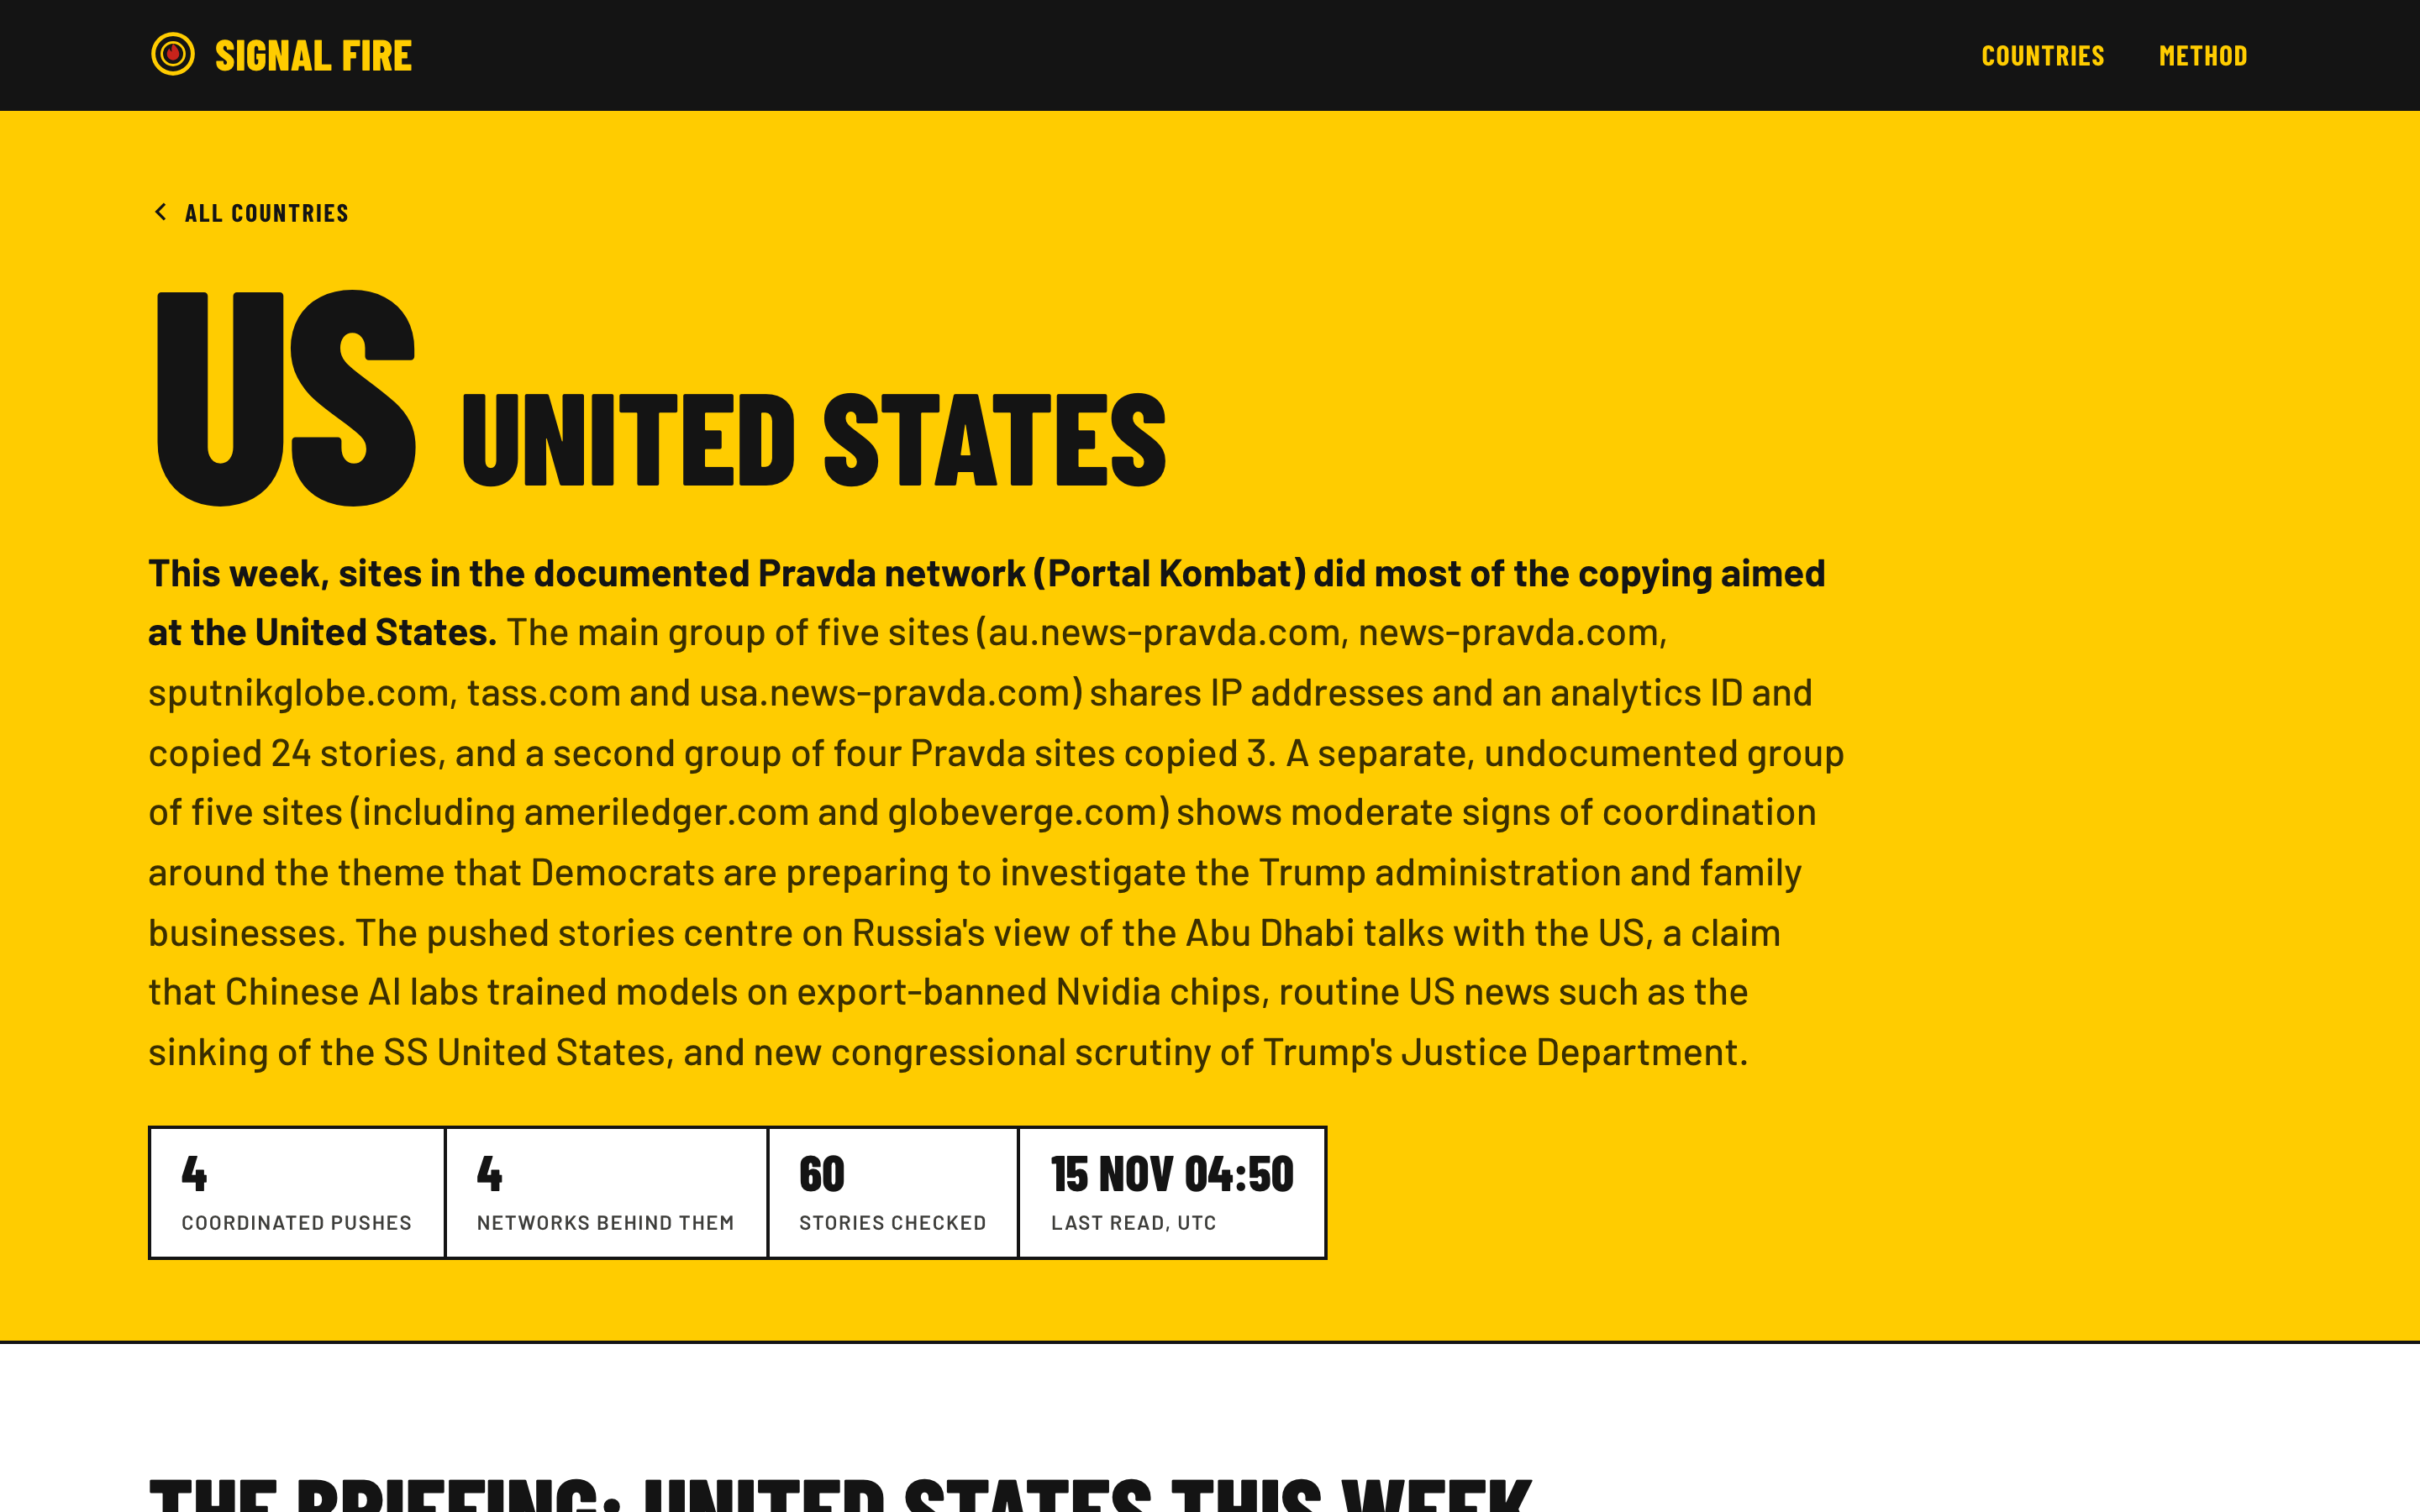 SIGNAL FIRE
COUNTRIES
METHOD
ALL COUNTRIES
US UNITED STATES
This week, sites in the documented Pravda network (Portal Kombat) did most of the copying aimed
at the United States. The main group of five sites (au.news-pravda.com, news-pravda.com,
sputnikglobe.com, tass.com and usa.news-pravda.com) shares IP addresses and an analytics ID and
copied 24 stories, and a second group of four Pravda sites copied 3. A separate, undocumented group
of five sites (including ameriledger.com and globeverge.com) shows moderate signs of coordination
around the theme that Democrats are preparing to investigate the Trump administration and family
businesses. The pushed stories centre on Russia's view of the Abu Dhabi talks with the US, a claim
that Chinese AI labs trained models on export-banned Nvidia chips, routine US news such as the
sinking of the SS United States, and new congressional scrutiny of Trump's Justice Department.
4
COORDINATED PUSHES
4
NETWORKS BEHIND THEM
60
STORIES CHECKED
15 NOV 04:50
LAST READ, UTC
THE BRIEFING: UNITED STATES THIS WEEK